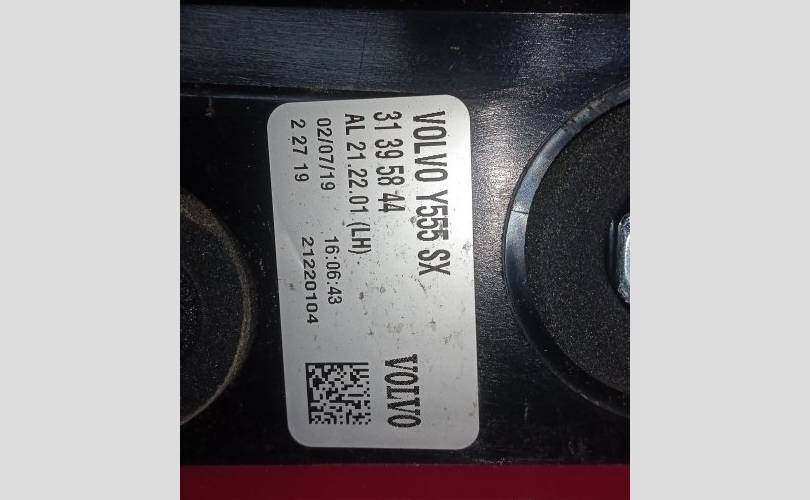 VOLVO Y555 SX
31 39 58 44
AL 21.22.01 (LH)
02/07/19 16:06:43
2 27 19 21220104
VOLVO